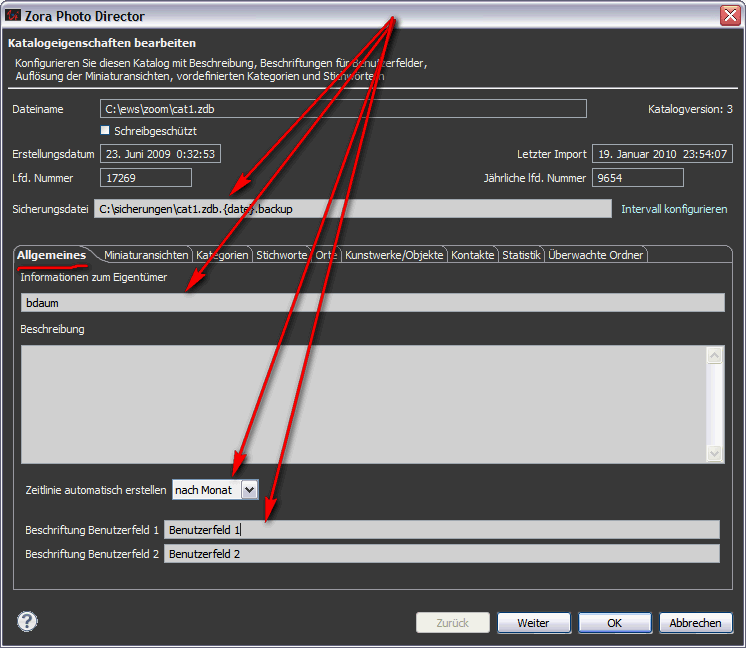 Zora Photo Director
Katalogeigenschaften bearbeiten
Konfigurieren Sie diesen Katalog mit Beschreibung, Beschriftungen für Benutzerfelder,
Auflösung der Miniaturansichten, vordefinierten Kategorien und Stichwörtern
Dateiname C:\ews\zoom\cat1.zdb Katalogversion: 3
Schreibgeschützt
Erstellungsdatum 23. Juni 2009 0:32:53 Letzter Import 19. Januar 2010 23:54:07
Lfd. Nummer 17269 Jährliche lfd. Nummer 9654
Sicherungsdatei C:\sicherungen\cat1.zdb.{date}.backup Intervall konfigurieren
Allgemeines Miniaturansichten Kategorien Stichworte Orte Kunstwerke/Objekte Kontakte Statistik Überwachte Ordner
Informationen zum Eigentümer
bdaum
Beschreibung
Zeitlinie automatisch erstellen nach Monat
Beschriftung Benutzerfeld 1 Benutzerfeld 1
Beschriftung Benutzerfeld 2 Benutzerfeld 2
? Zurück Weiter OK Abbrechen